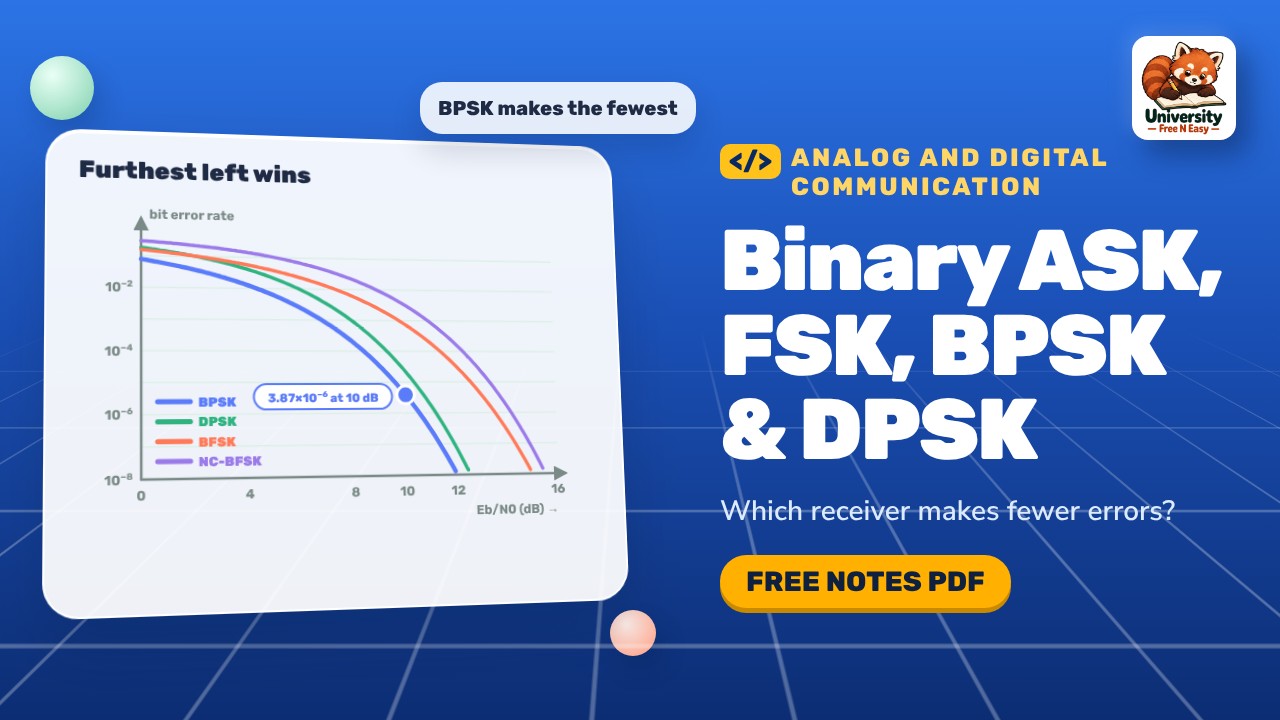 BPSK makes the fewest
Furthest left wins
bit error rate
10⁻²
10⁻⁴
10⁻⁶
10⁻⁸
BPSK
DPSK
BFSK
NC-BFSK
3.87×10⁻⁶ at 10 dB
0 4 8 10 12 16
Eb/N0 (dB) →
University
Free N Easy
</> ANALOG AND DIGITAL
COMMUNICATION
Binary ASK,
FSK, BPSK
& DPSK
Which receiver makes fewer errors?
FREE NOTES PDF